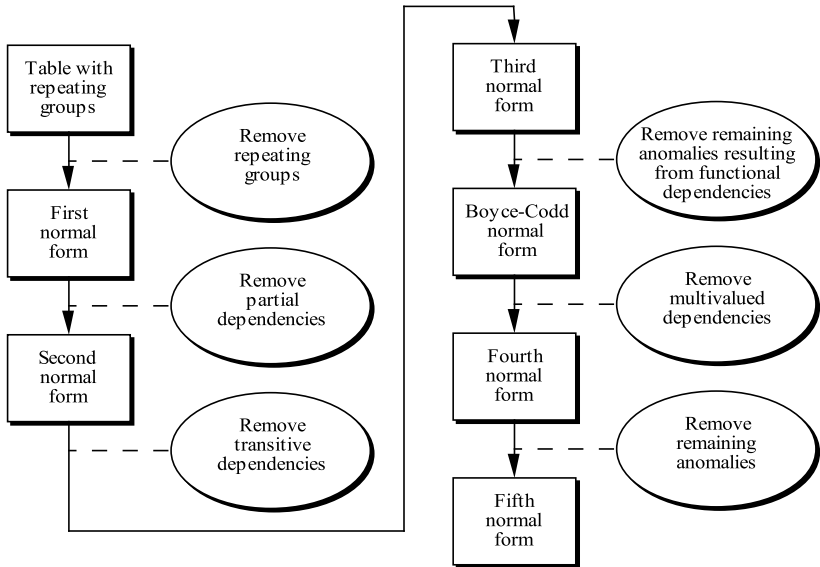 Table with
repeating
groups
Remove
repeating
groups
First
normal
form
Remove
partial
dependencies
Second
normal
form
Remove
transitive
dependencies
Third
normal
form
Remove remaining
anomalies resulting
from functional
dependencies
Boyce-Codd
normal
form
Remove
multivalued
dependencies
Fourth
normal
form
Remove
remaining
anomalies
Fifth
normal
form